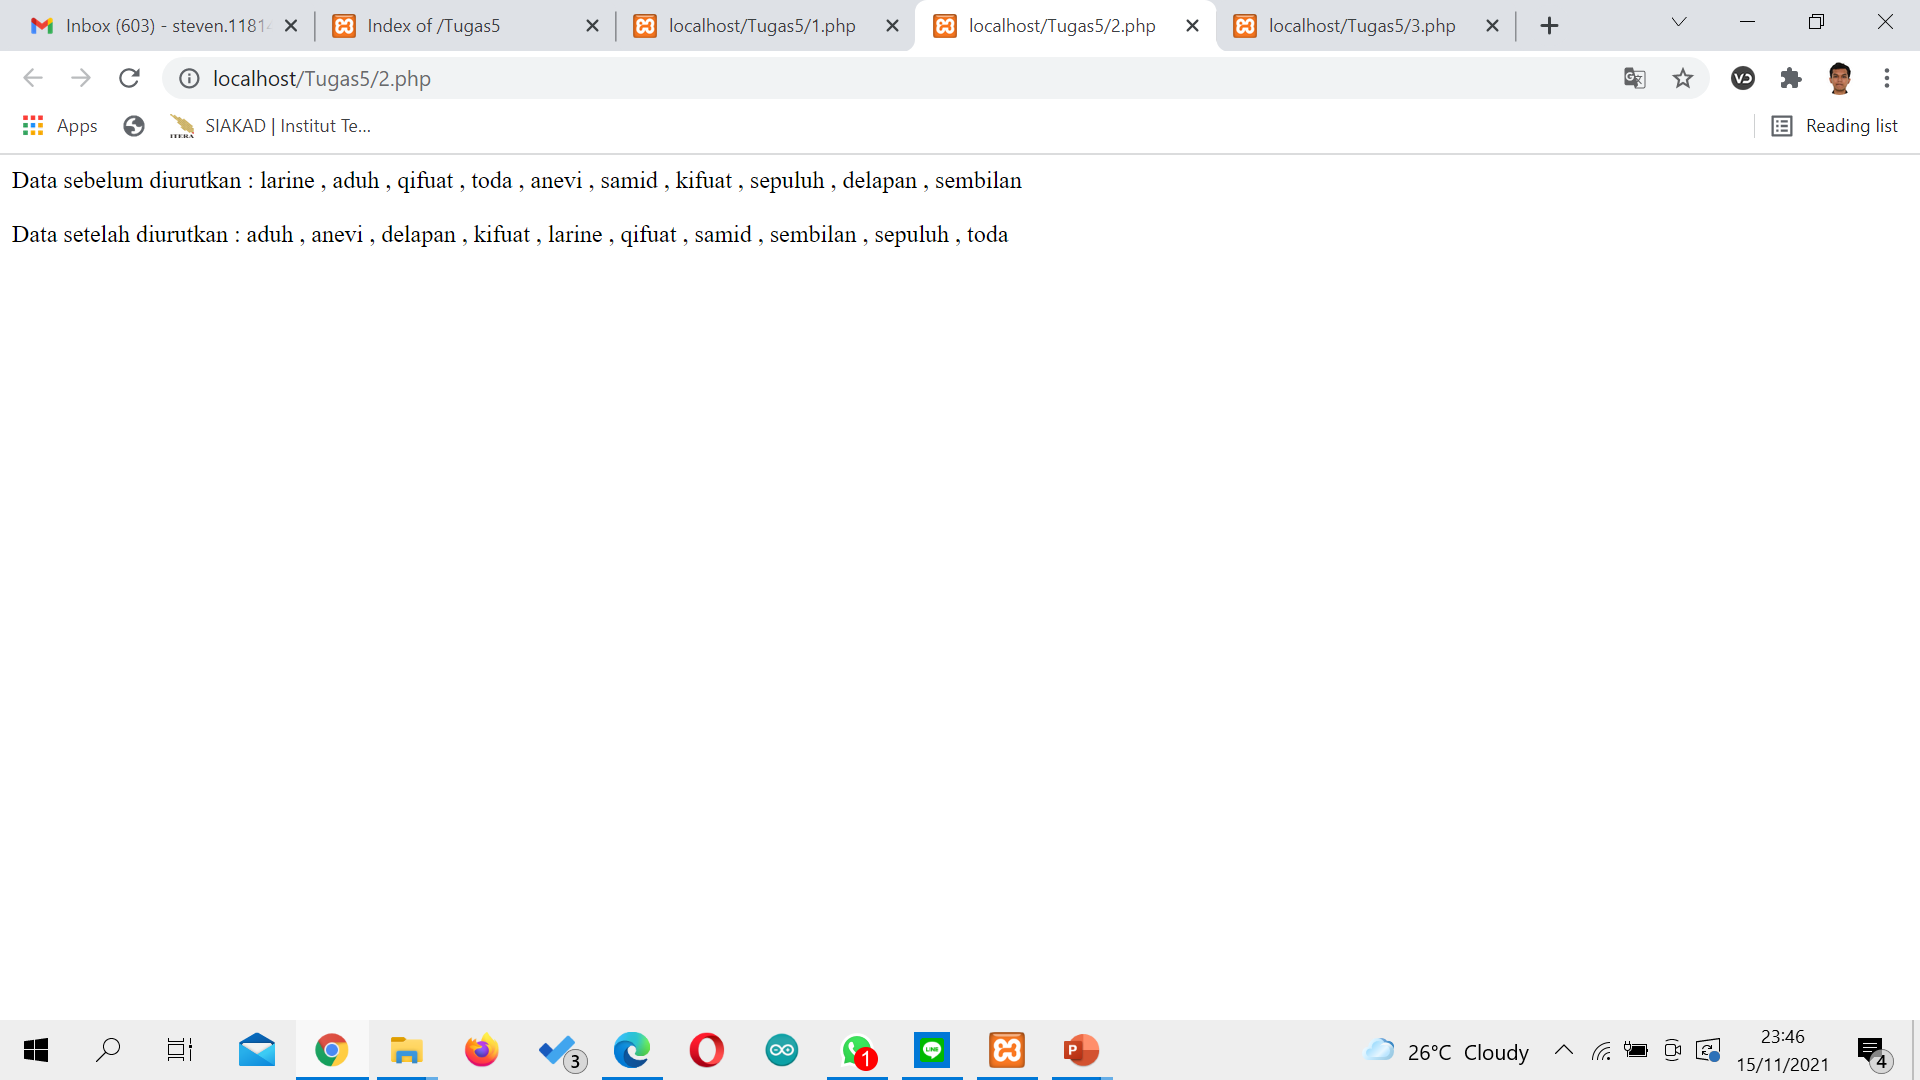 Inbox (603) - steven.1181
Index of /Tugas5
localhost/Tugas5/1.php
localhost/Tugas5/2.php
localhost/Tugas5/3.php
localhost/Tugas5/2.php
Apps
ITERA
SIAKAD | Institut Te...
Reading list
Data sebelum diurutkan : larine , aduh , qifuat , toda , anevi , samid , kifuat , sepuluh , delapan , sembilan
Data setelah diurutkan : aduh , anevi , delapan , kifuat , larine , qifuat , samid , sembilan , sepuluh , toda
3
1
26°C Cloudy
23:46
15/11/2021
4